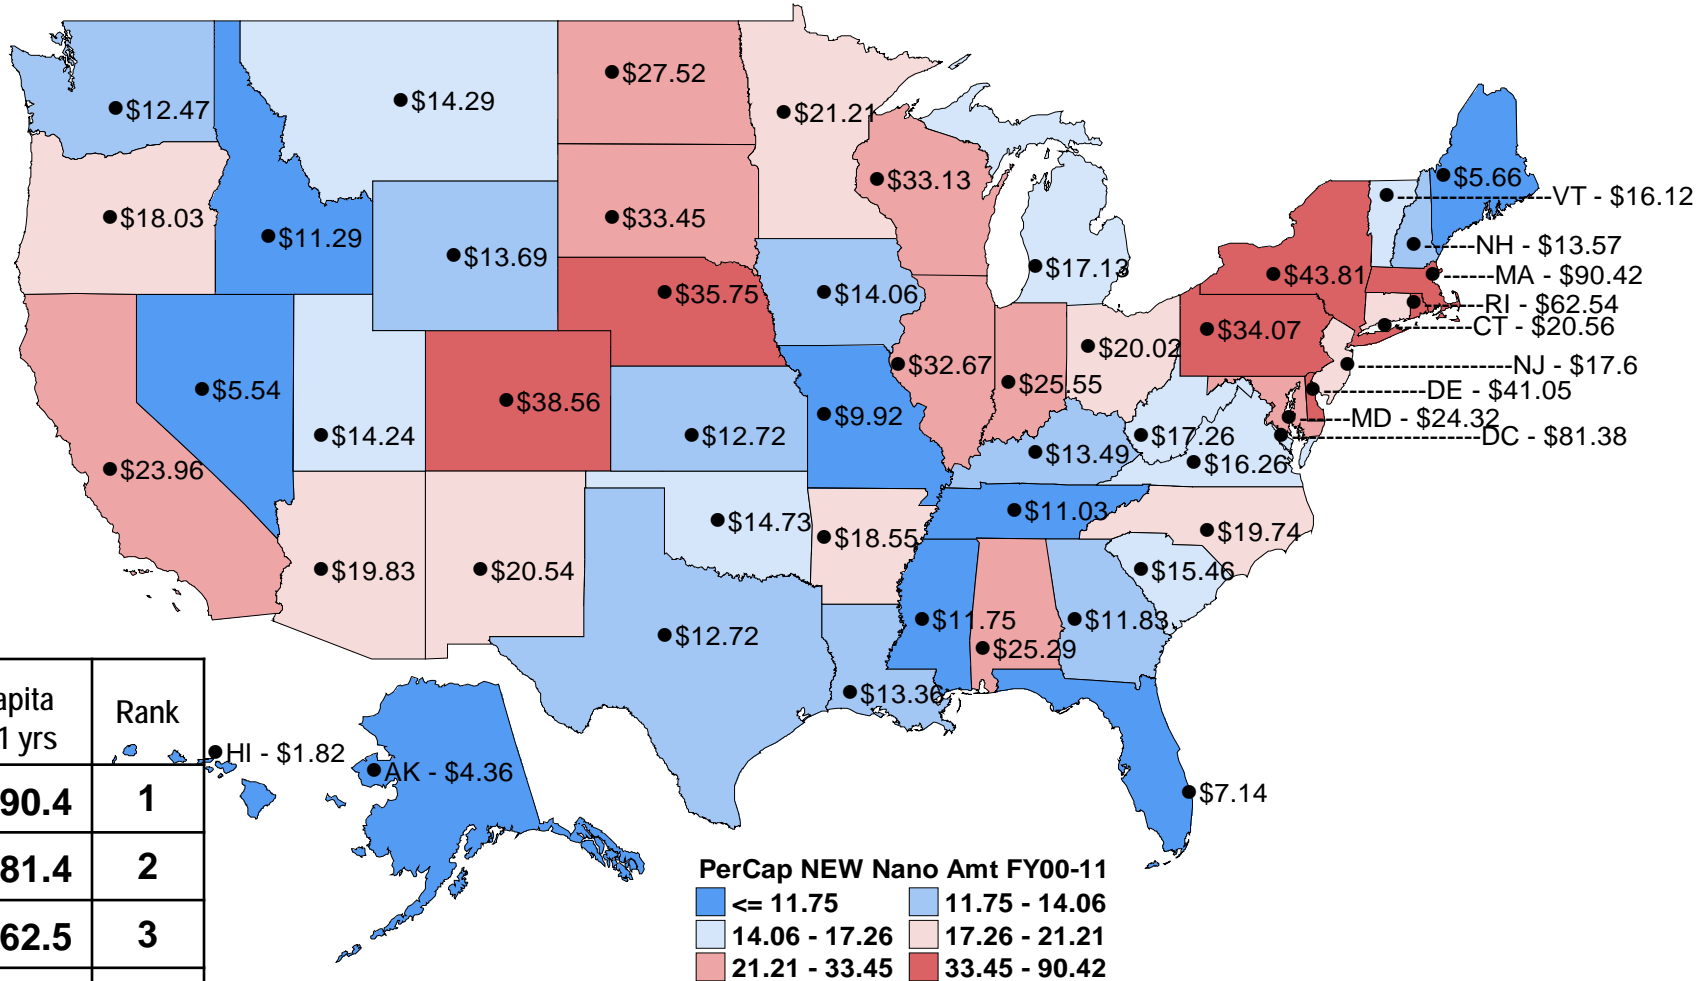 $27.52
$14.29
$12.47
$21.21
$33.13
$5.66
VT - $16.12
$18.03
$33.45
$11.29
NH - $13.57
$13.69
$17.13
$43.81
MA - $90.42
$35.75
$14.06
RI - $62.54
CT - $20.56
$34.07
$20.02
$32.67
NJ - $17.6
$25.55
$5.54
DE - $41.05
$38.56
$9.92
MD - $24.32
$14.24
$12.72
$17.26
DC - $81.38
$13.49
$16.26
$23.96
$11.03
$14.73
$18.55
$19.74
$19.83
$20.54
$15.46
$11.75
$11.83
$12.72
$25.29
$13.36
apita
1 yrs
Rank
HI - $1.82
AK - $4.36
$7.14
90.4 1
81.4 2
62.5 3
PerCap NEW Nano Amt FY00-11
<= 11.75 11.75 - 14.06
14.06 - 17.26 17.26 - 21.21
21.21 - 33.45 33.45 - 90.42